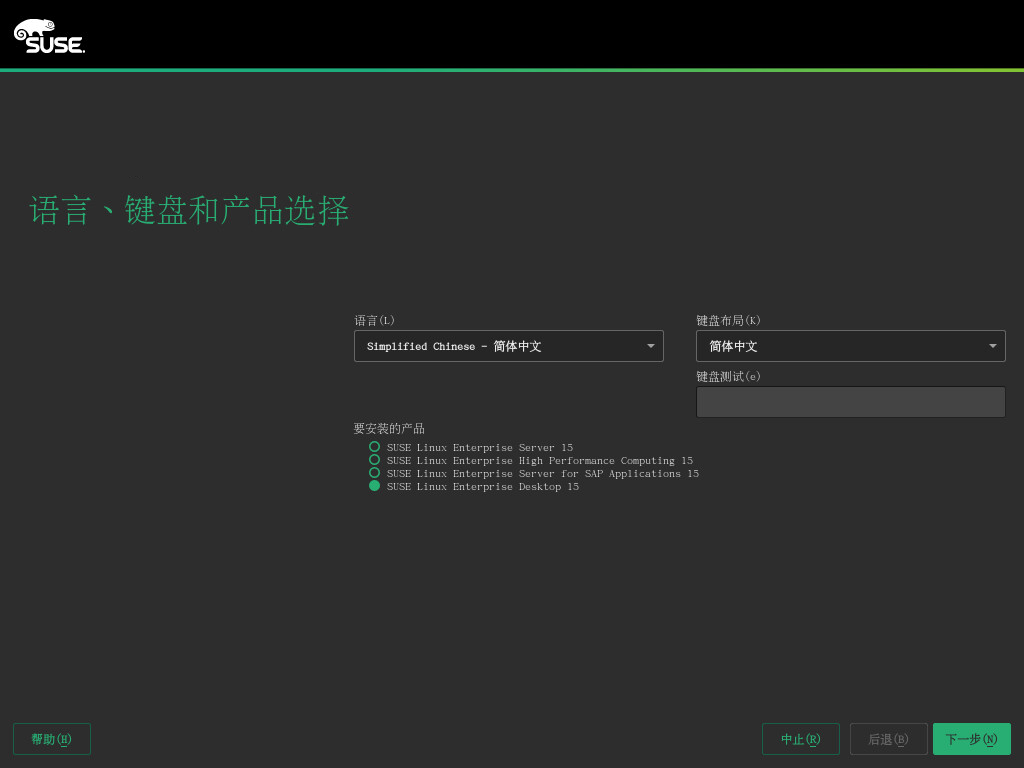 SUSE.
语言、键盘和产品选择
语言(L)
键盘布局(K)
Simplified Chinese - 简体中文
简体中文
键盘测试(e)
要安装的产品
SUSE Linux Enterprise Server 15
SUSE Linux Enterprise High Performance Computing 15
SUSE Linux Enterprise Server for SAP Applications 15
SUSE Linux Enterprise Desktop 15
帮助(H)
中止(R)
后退(B)
下一步(N)